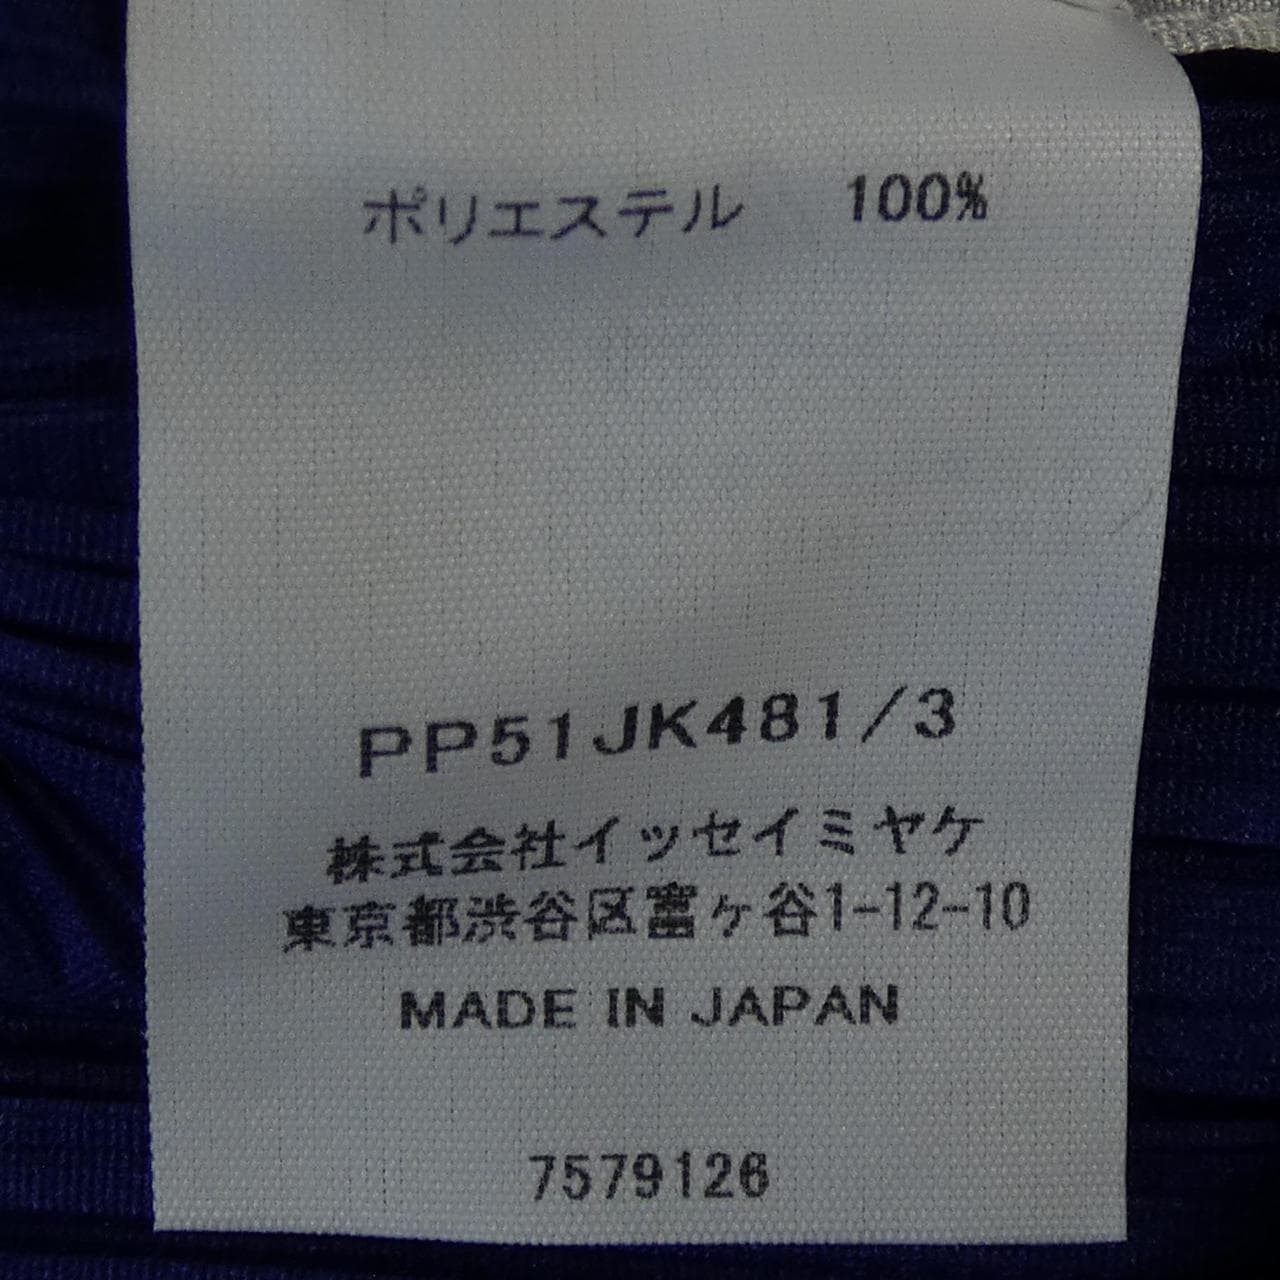 ポリエステル 100%
PP51JK481/3
株式会社イッセイミヤケ
東京都渋谷区富ヶ谷1-12-10
MADE IN JAPAN
7579126